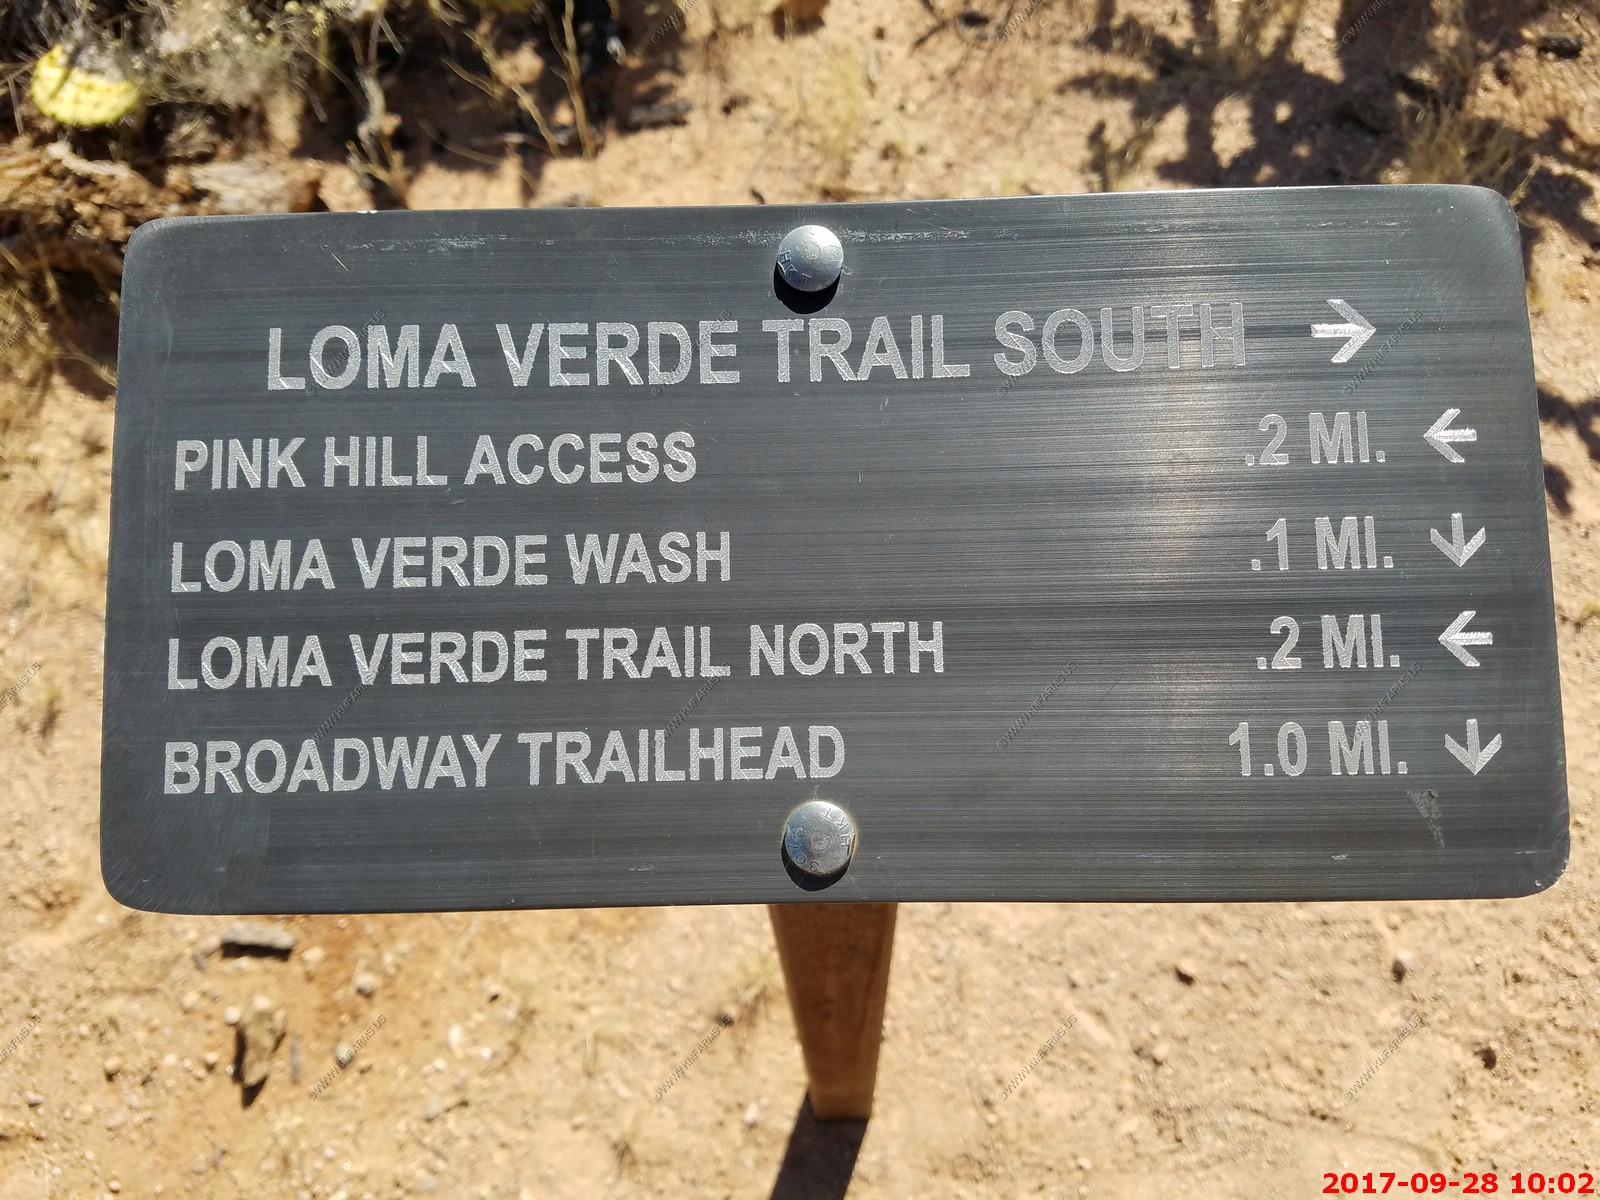 LOMA VERDE TRAIL SOUTH →
PINK HILL ACCESS .2 MI. ←
LOMA VERDE WASH .1 MI. ↓
LOMA VERDE TRAIL NORTH .2 MI. ←
BROADWAY TRAILHEAD 1.0 MI. ↓
2017-09-28 10:02